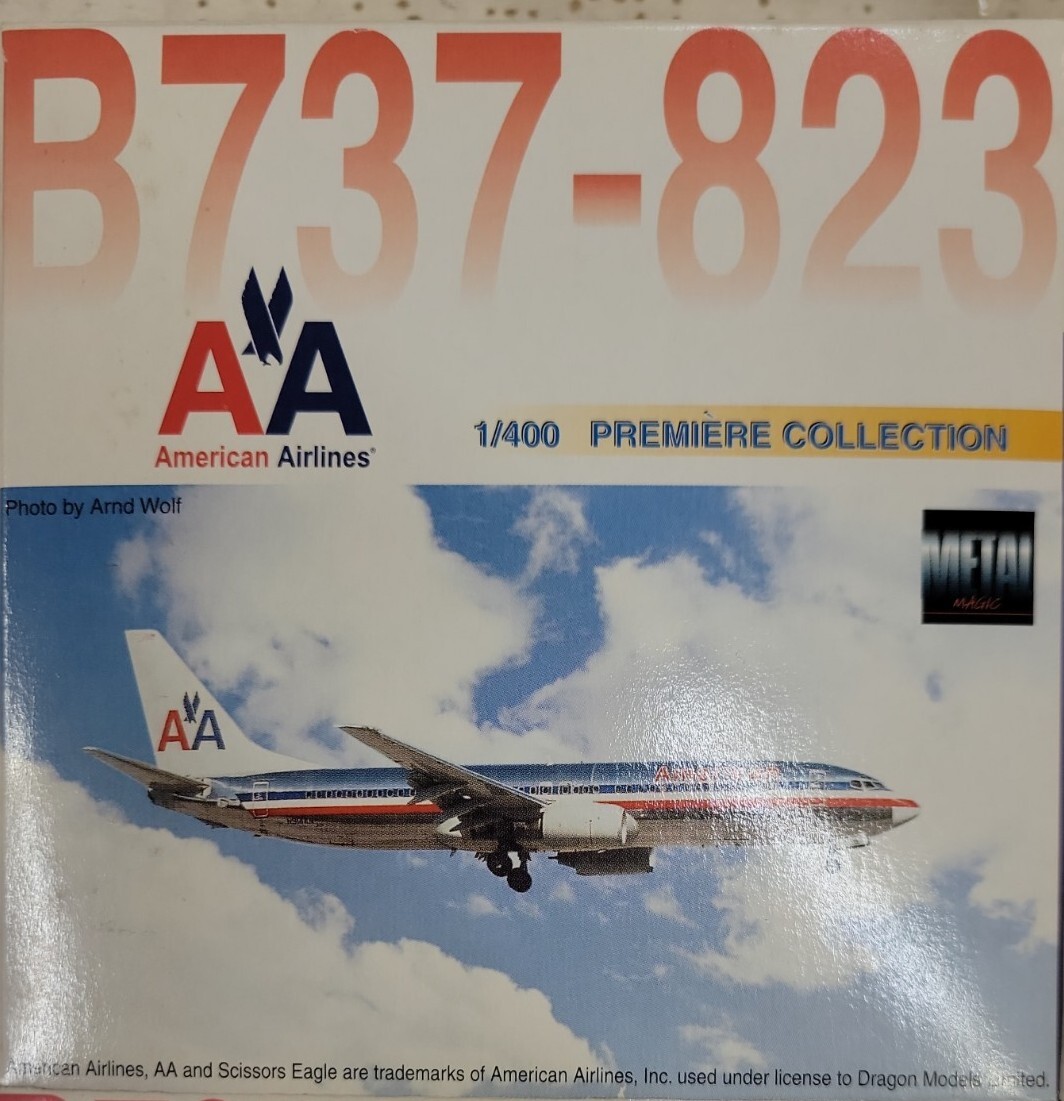 B737-823
AA
American Airlines®
1/400 PREMIÈRE COLLECTION
Photo by Arnd Wolf
METAL
MAGIC
AA
American
American Airlines, AA and Scissors Eagle are trademarks of American Airlines, Inc. used under license to Dragon Models Limited.